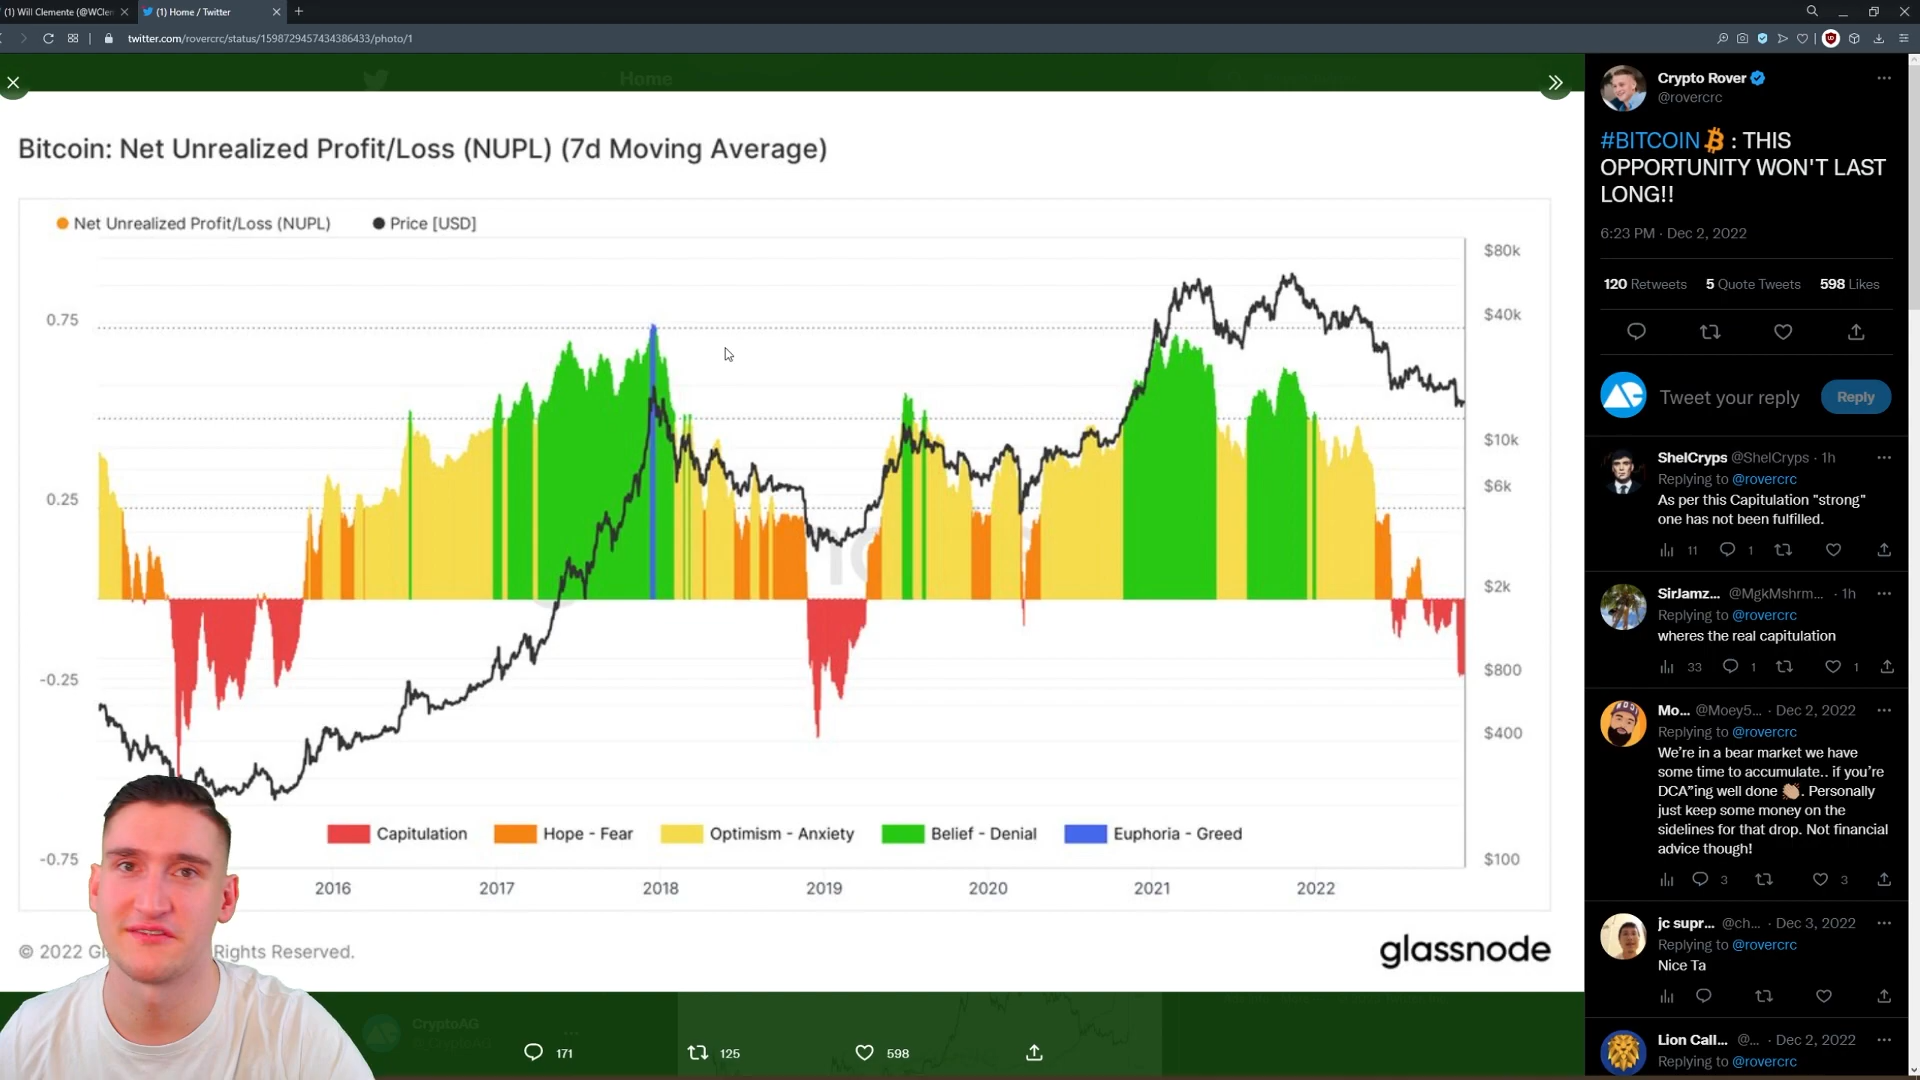 (1) Will Clemente (@WClem
(1) Home / Twitter
twitter.com/rovercrc/status/1598729457434386433/photo/1
Home
Bitcoin: Net Unrealized Profit/Loss (NUPL) (7d Moving Average)
Net Unrealized Profit/Loss (NUPL)
Price [USD]
0.75
0.25
-0.25
-0.75
$80k
$40k
$10k
$6k
$2k
$800
$400
$100
Capitulation
Hope - Fear
Optimism - Anxiety
Belief - Denial
Euphoria - Greed
2016
2017
2018
2019
2020
2021
2022
© 2022 Gl
Rights Reserved.
glassnode
CryptoAG
171
125
598
Crypto Rover
@rovercrc
#BITCOIN : THIS
OPPORTUNITY WON'T LAST
LONG!!
6:23 PM · Dec 2, 2022
120 Retweets 5 Quote Tweets 598 Likes
Tweet your reply
Reply
ShelCryps @ShelCryps · 1h
Replying to @rovercrc
As per this Capitulation "strong"
one has not been fulfilled.
11 1
SirJamz... @MgkMshrm... · 1h
Replying to @rovercrc
wheres the real capitulation
33 1 1
Mo... @Moey5... · Dec 2, 2022
Replying to @rovercrc
We're in a bear market we have
some time to accumulate.. if you're
DCA"ing well done 👏🏼. Personally
just keep some money on the
sidelines for that drop. Not financial
advice though!
3 3
jc supr... @ch... · Dec 3, 2022
Replying to @rovercrc
Nice Ta
Lion Call... @... · Dec 2, 2022
Replying to @rovercrc